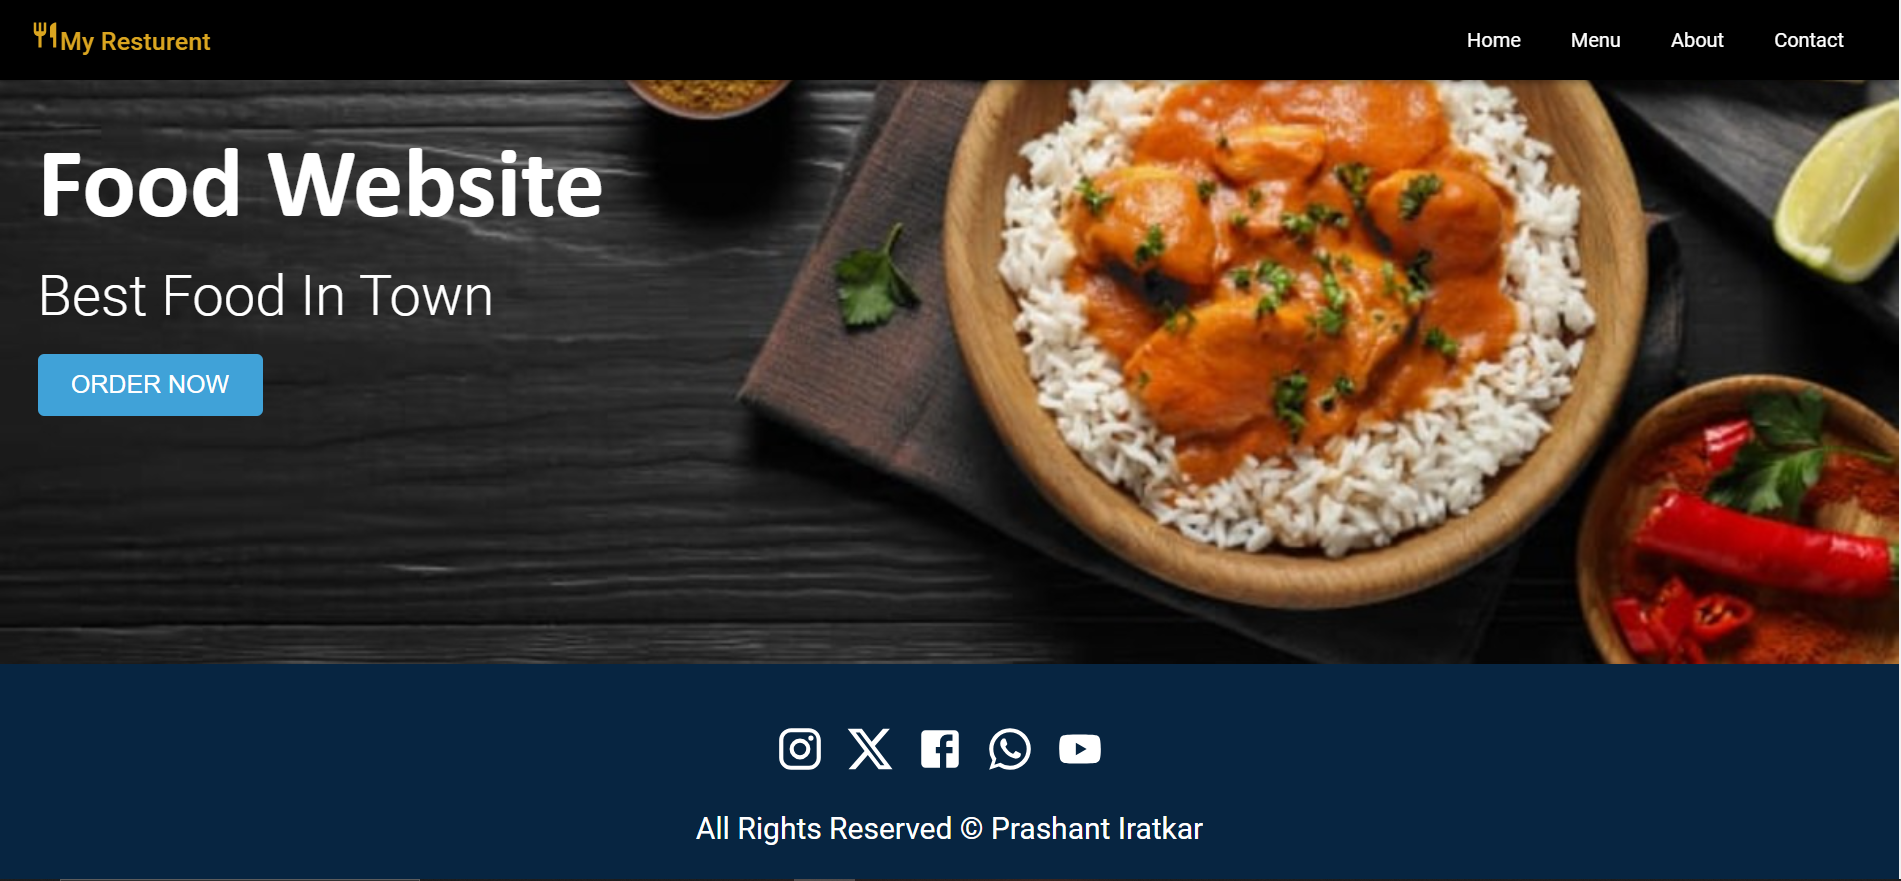 My Resturent
Home Menu About Contact
Food Website
Best Food In Town
ORDER NOW
All Rights Reserved © Prashant Iratkar